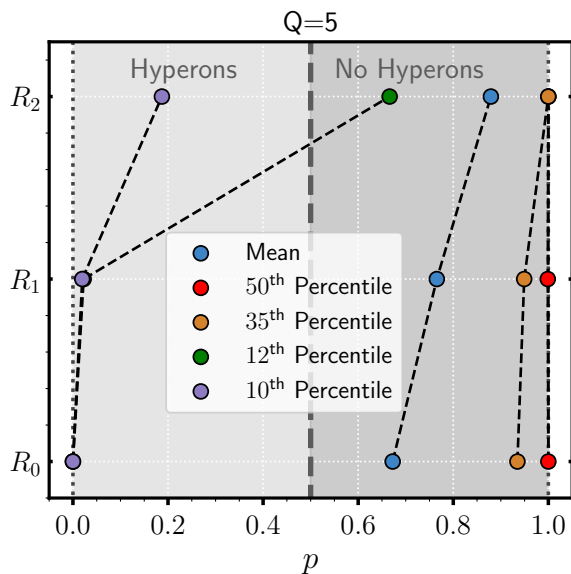 Q=5
Hyperons No Hyperons
R₂
R₁
R₀
Mean
50ᵗʰ Percentile
35ᵗʰ Percentile
12ᵗʰ Percentile
10ᵗʰ Percentile
0.0 0.2 0.4 0.6 0.8 1.0
p